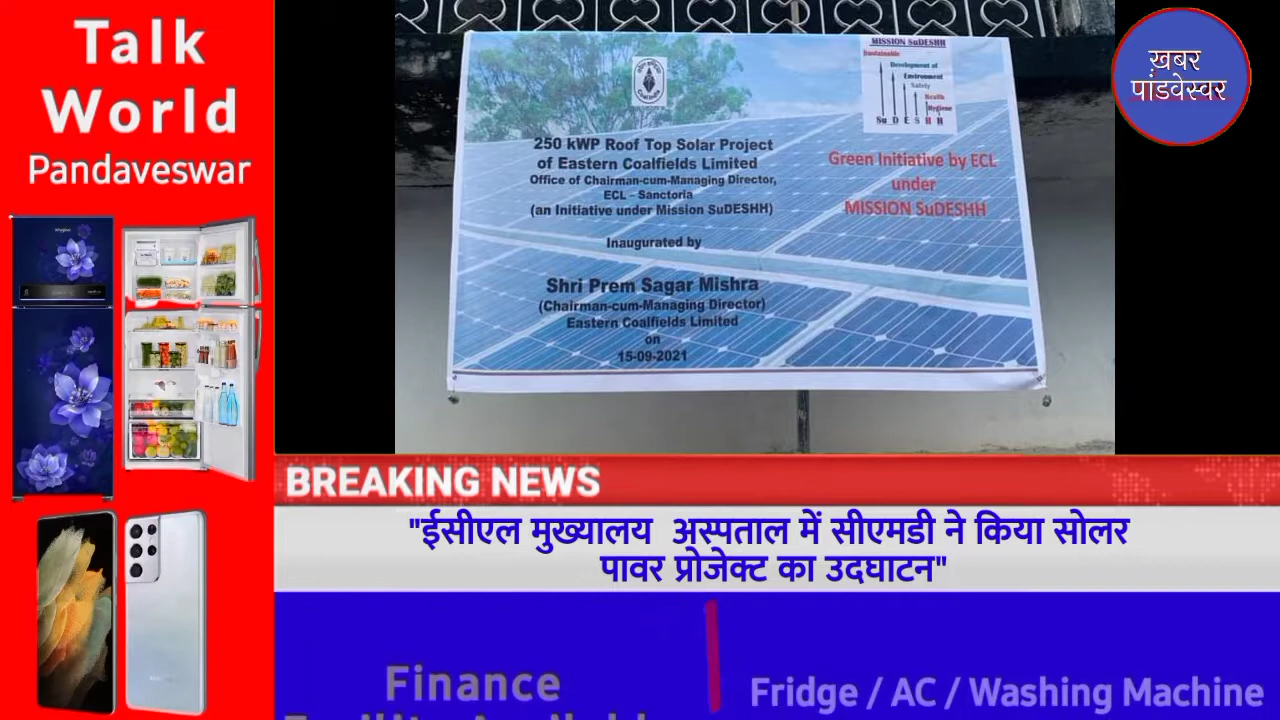 Talk
World
Pandaveswar
ख़बर
पांडवेस्वर
MISSION SuDESHH
Sustainable
Development of
Environment
Safety
Health
Hygiene
Su D E S H H
250 kWP Roof Top Solar Project
of Eastern Coalfields Limited
Office of Chairman-cum-Managing Director,
ECL - Sanctoria
(an Initiative under Mission SuDESHH)
Inaugurated by
Shri Prem Sagar Mishra
(Chairman-cum-Managing Director)
Eastern Coalfields Limited
on
15-09-2021
Green Initiative by ECL
under
MISSION SuDESHH
BREAKING NEWS
"ईसीएल मुख्यालय अस्पताल में सीएमडी ने किया सोलर
पावर प्रोजेक्ट का उदघाटन"
Finance
Fridge / AC / Washing Machine